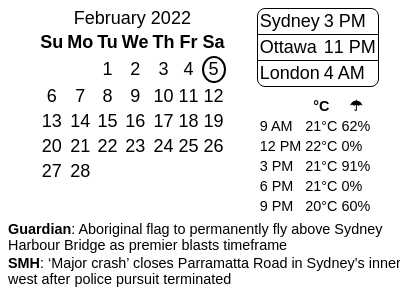 February 2022
Su Mo Tu We Th Fr Sa
1 2 3 4 5
6 7 8 9 10 11 12
13 14 15 16 17 18 19
20 21 22 23 24 25 26
27 28
Sydney 3 PM
Ottawa 11 PM
London 4 AM
°C ☂
9 AM 21°C 62%
12 PM 22°C 0%
3 PM 21°C 91%
6 PM 21°C 0%
9 PM 20°C 60%
Guardian: Aboriginal flag to permanently fly above Sydney
Harbour Bridge as premier blasts timeframe
SMH: ‘Major crash’ closes Parramatta Road in Sydney’s inner
west after police pursuit terminated